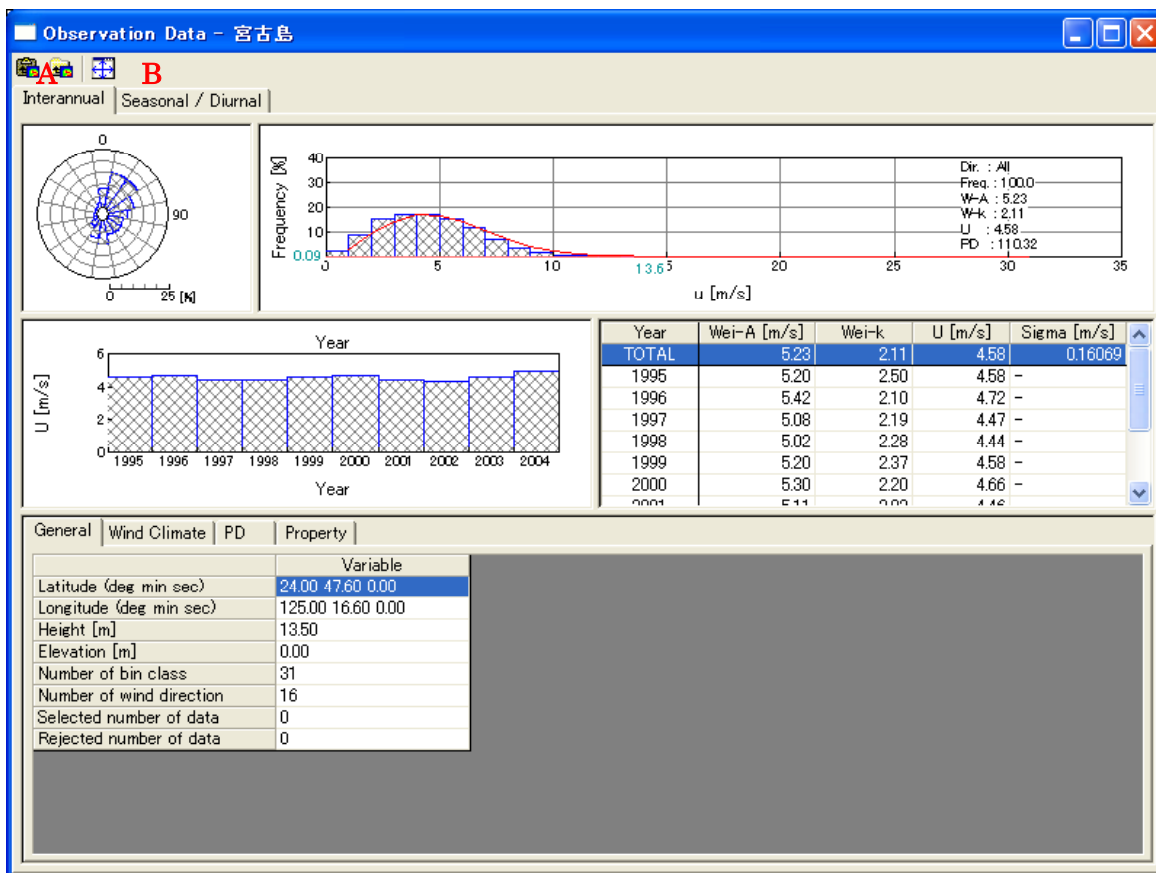 Observation Data - 宮古島
A B
Interannual Seasonal / Diurnal
0
90
0 25 [%]
Frequency [%]
40
30
20
10
0.09
0 5 10 13.6 15 20 25 30 35
u [m/s]
Dir. : All
Freq. : 100.0
W-A : 5.23
W-k : 2.11
U : 4.58
PD : 110.32
Year
U [m/s]
6
4
2
0
1995 1996 1997 1998 1999 2000 2001 2002 2003 2004
Year
Year Wei-A [m/s] Wei-k U [m/s] Sigma [m/s]
TOTAL 5.23 2.11 4.58 0.16069
1995 5.20 2.50 4.58 -
1996 5.42 2.10 4.72 -
1997 5.08 2.19 4.47 -
1998 5.02 2.28 4.44 -
1999 5.20 2.37 4.58 -
2000 5.30 2.20 4.66 -
2001 5.11
General Wind Climate PD Property
Variable
Latitude (deg min sec) 24.00 47.60 0.00
Longitude (deg min sec) 125.00 16.60 0.00
Height [m] 13.50
Elevation [m] 0.00
Number of bin class 31
Number of wind direction 16
Selected number of data 0
Rejected number of data 0